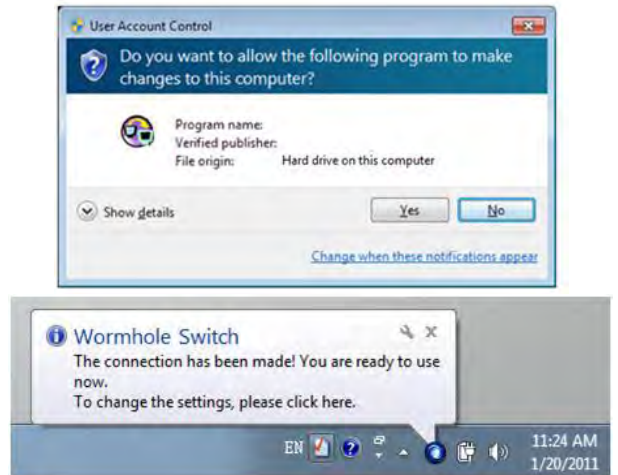 User Account Control
Do you want to allow the following program to make
changes to this computer?
Program name:
Verified publisher:
File origin: Hard drive on this computer
Show details
Yes
No
Change when these notifications appear
Wormhole Switch
The connection has been made! You are ready to use
now.
To change the settings, please click here.
EN
11:24 AM
1/20/2011